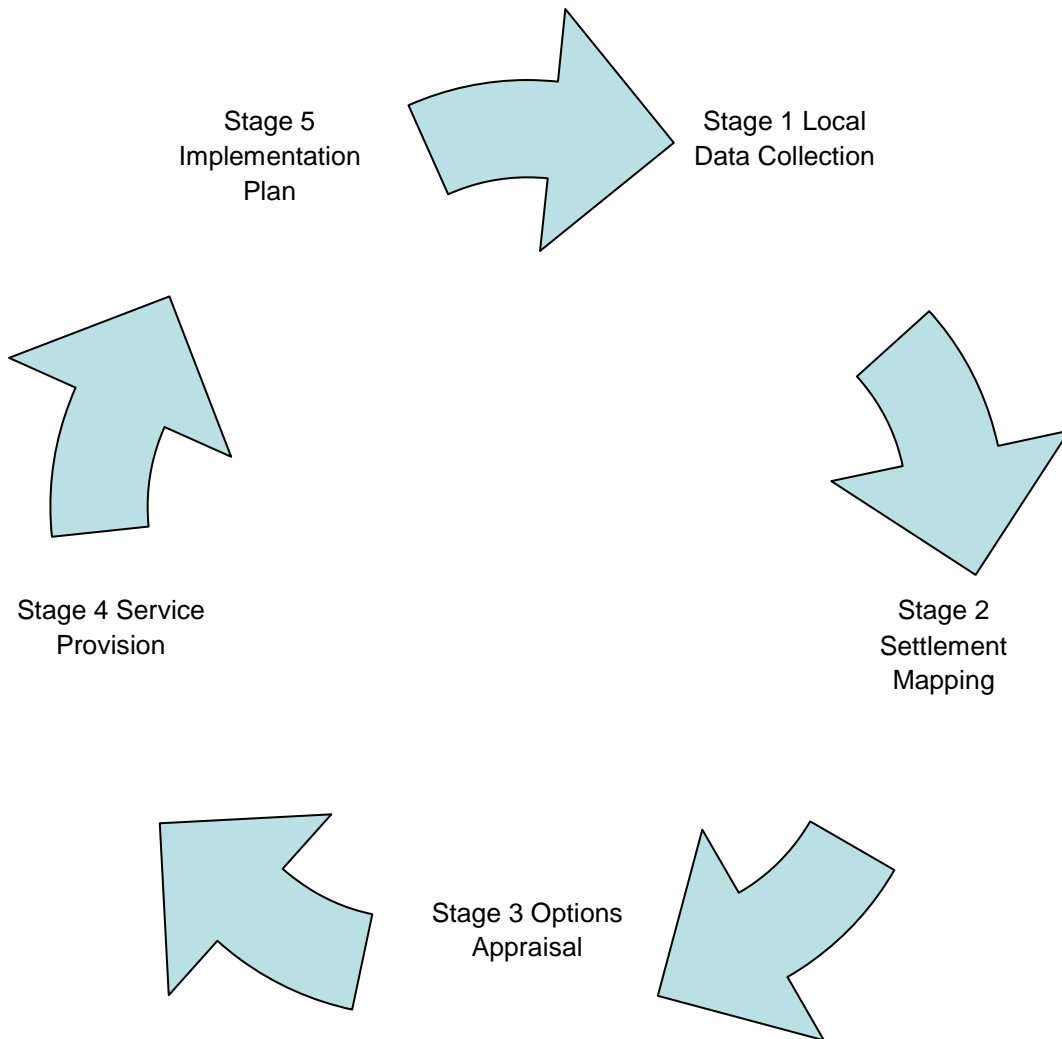 Stage 1 Local
Data Collection
Stage 2
Settlement
Mapping
Stage 3 Options
Appraisal
Stage 4 Service
Provision
Stage 5
Implementation
Plan